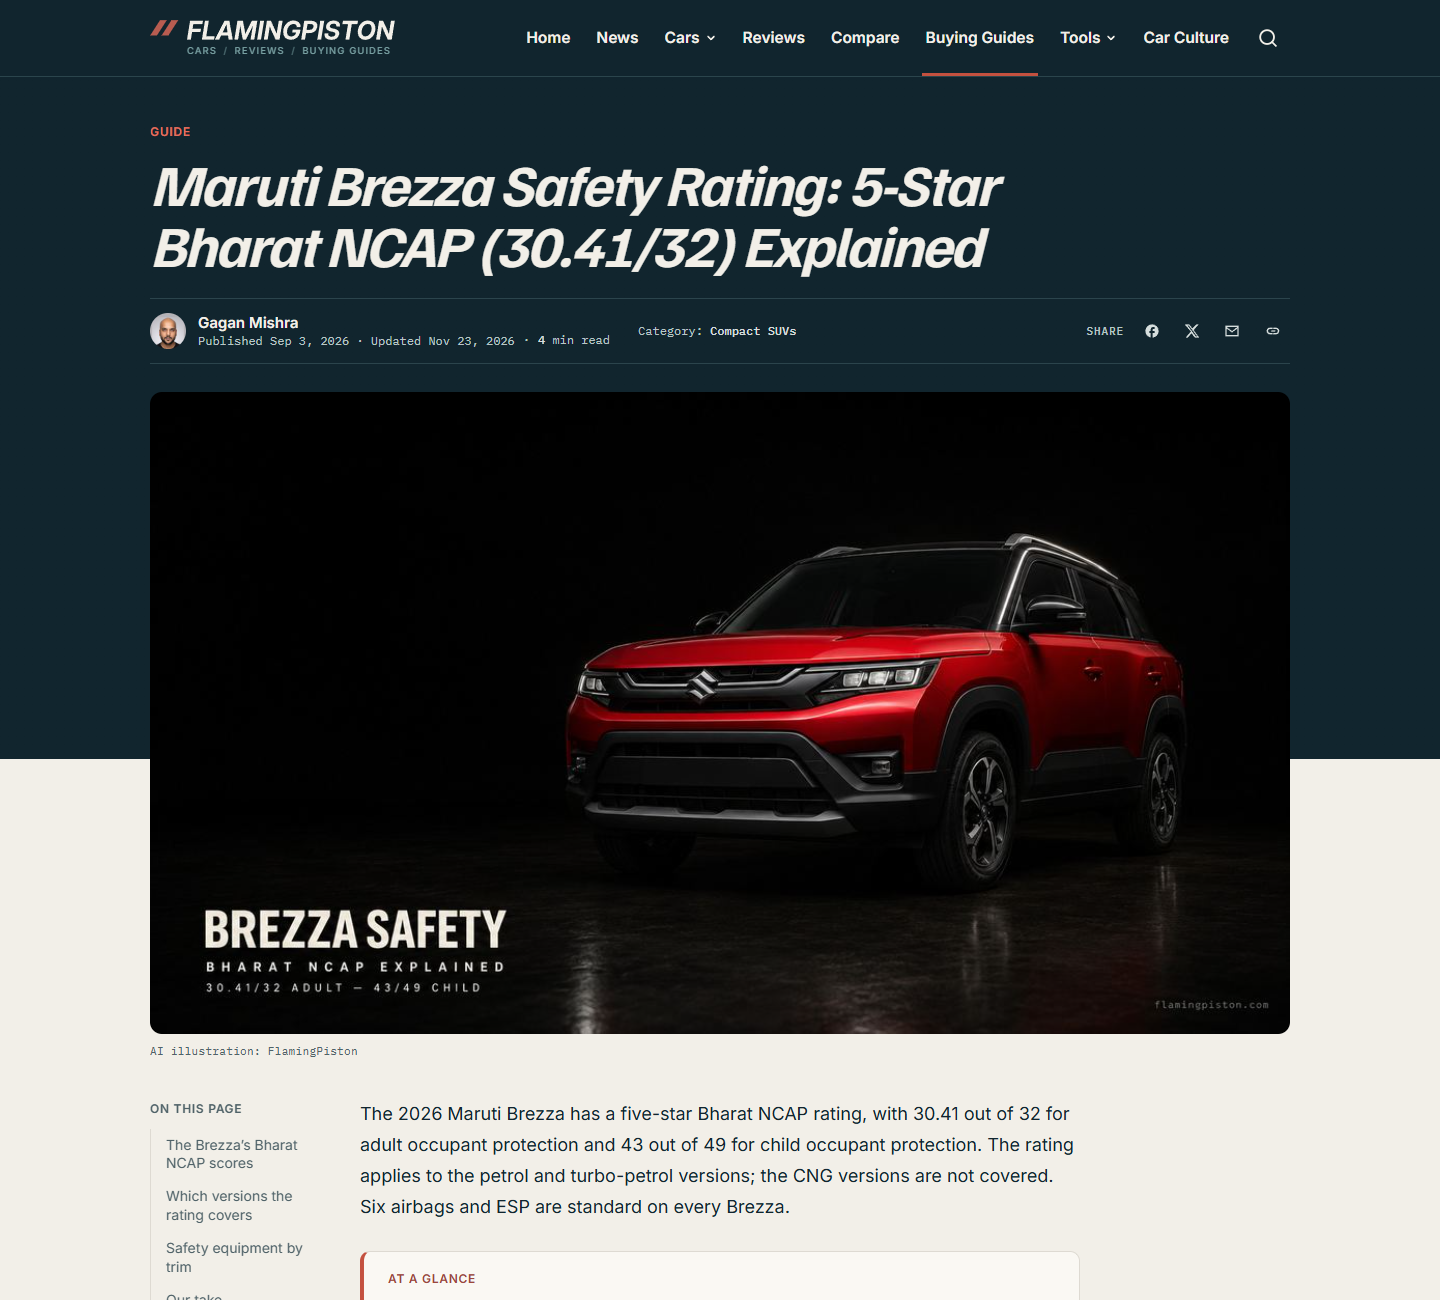 FLAMINGPISTON
CARS / REVIEWS / BUYING GUIDES
Home News Cars Reviews Compare Buying Guides Tools Car Culture
GUIDE
Maruti Brezza Safety Rating: 5-Star
Bharat NCAP (30.41/32) Explained
Gagan Mishra
Published Sep 3, 2026 · Updated Nov 23, 2026 · 4 min read
Category: Compact SUVs
SHARE
BREZZA SAFETY
BHARAT NCAP EXPLAINED
30.41/32 ADULT — 43/49 CHILD
flamingpiston.com
AI illustration: FlamingPiston
ON THIS PAGE
The Brezza’s Bharat
NCAP scores
Which versions the
rating covers
Safety equipment by
trim
Our take
The 2026 Maruti Brezza has a five-star Bharat NCAP rating, with 30.41 out of 32 for
adult occupant protection and 43 out of 49 for child occupant protection. The rating
applies to the petrol and turbo-petrol versions; the CNG versions are not covered.
Six airbags and ESP are standard on every Brezza.
AT A GLANCE